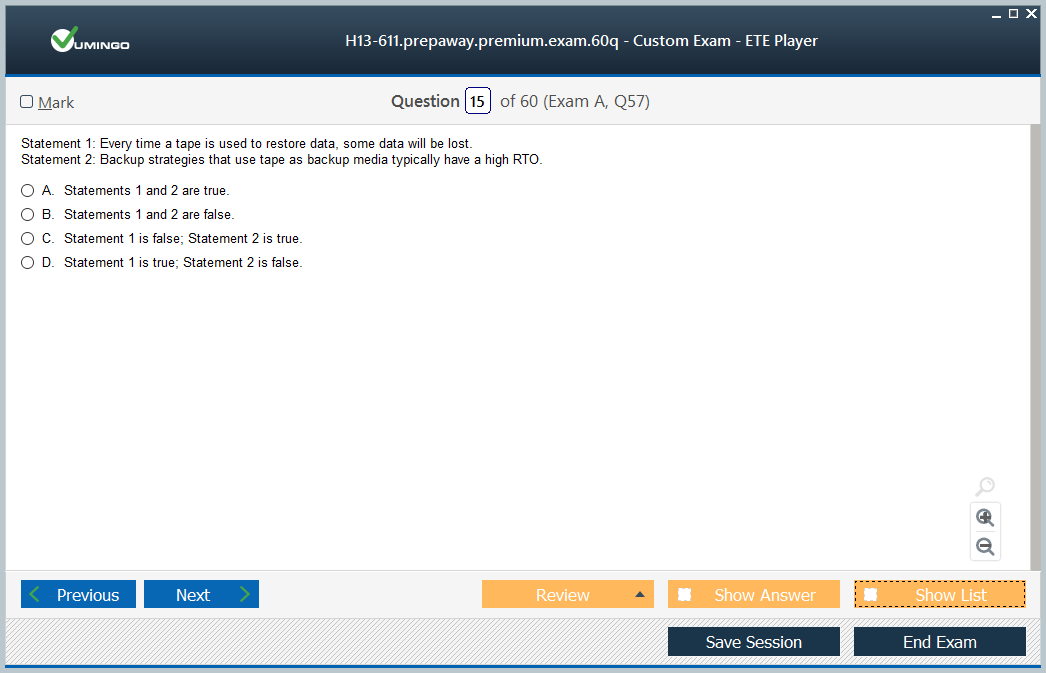 VUMINGO
H13-611.prepaway.premium.exam.60q - Custom Exam - ETE Player
Mark
Question 15 of 60 (Exam A, Q57)
Statement 1: Every time a tape is used to restore data, some data will be lost.
Statement 2: Backup strategies that use tape as backup media typically have a high RTO.
A. Statements 1 and 2 are true.
B. Statements 1 and 2 are false.
C. Statement 1 is false; Statement 2 is true.
D. Statement 1 is true; Statement 2 is false.
Previous Next Review Show Answer Show List
Save Session End Exam